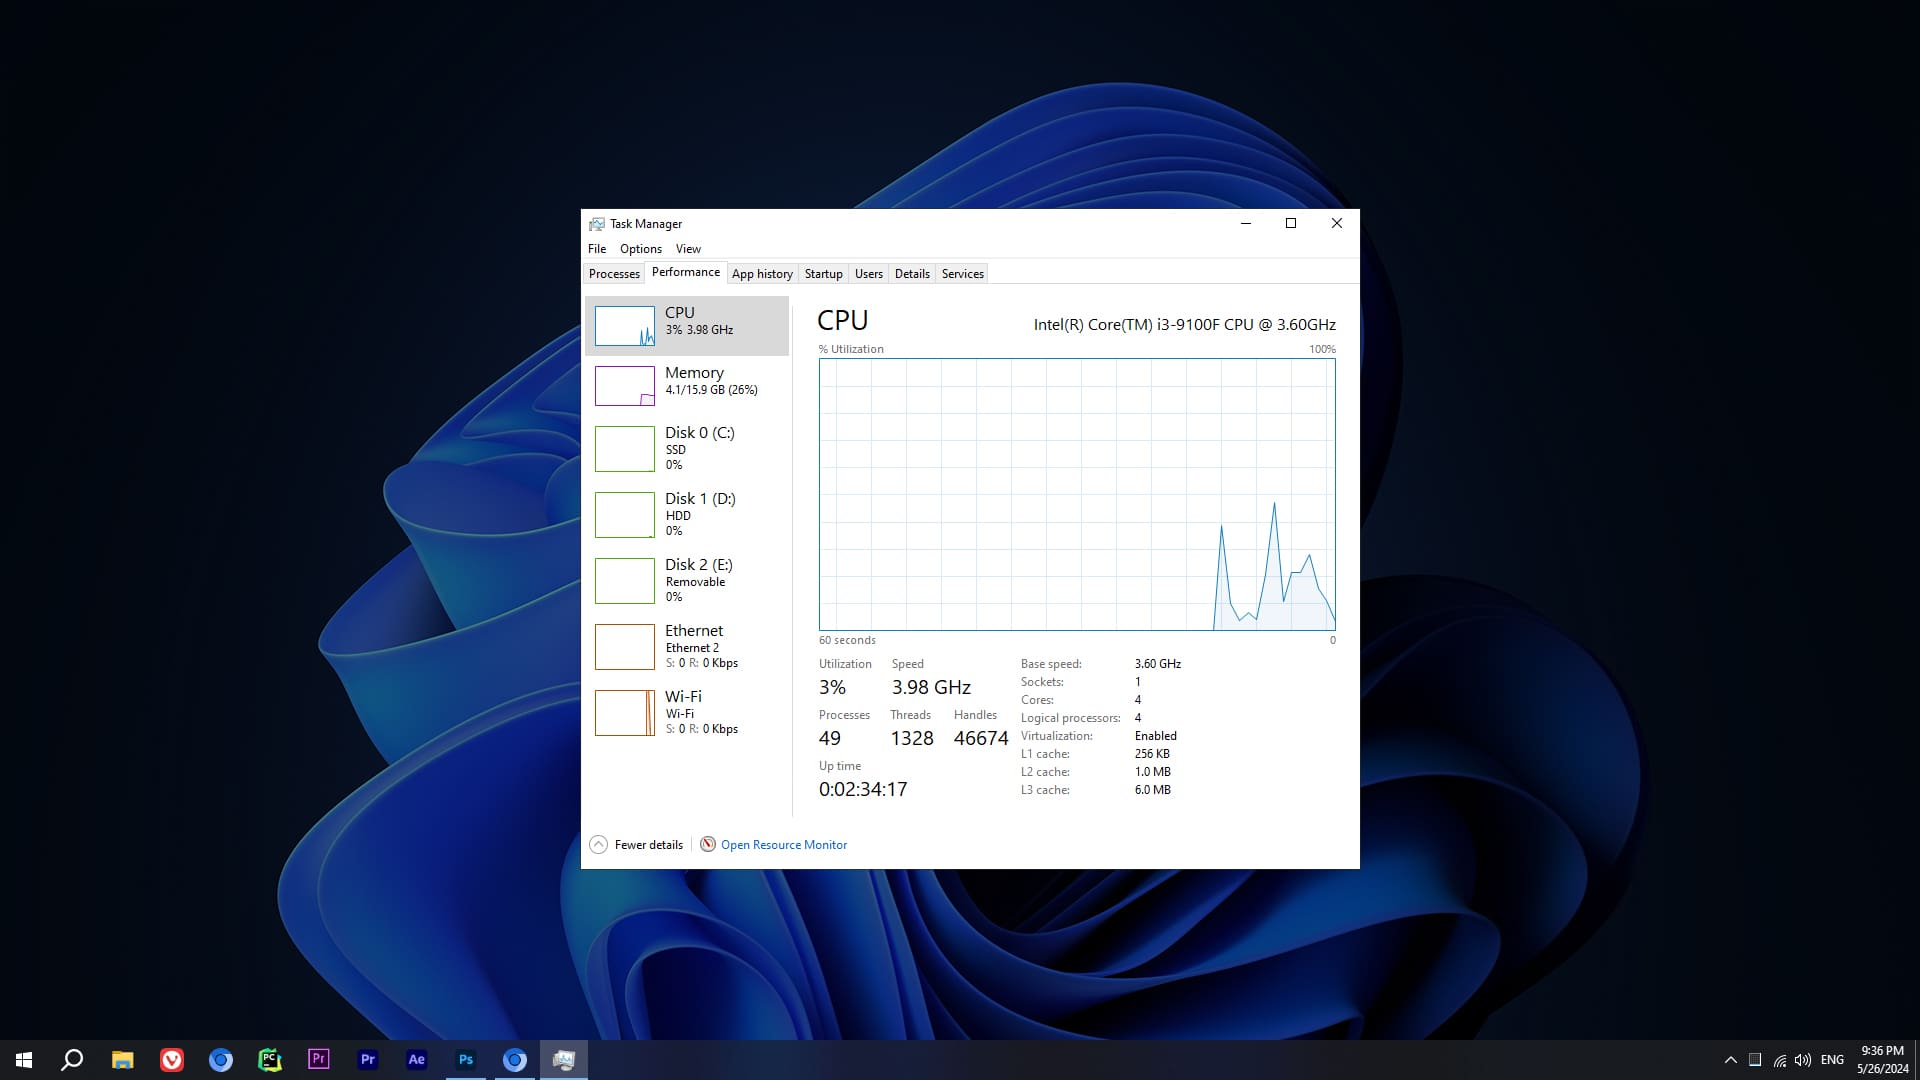 Task Manager
File Options View
Processes Performance App history Startup Users Details Services
CPU
3% 3.98 GHz
Memory
4.1/15.9 GB (26%)
Disk 0 (C:)
SSD
0%
Disk 1 (D:)
HDD
0%
Disk 2 (E:)
Removable
0%
Ethernet
Ethernet 2
S: 0 R: 0 Kbps
Wi-Fi
Wi-Fi
S: 0 R: 0 Kbps
CPU Intel(R) Core(TM) i3-9100F CPU @ 3.60GHz
% Utilization 100%
60 seconds 0
Utilization Speed
3% 3.98 GHz
Processes Threads Handles
49 1328 46674
Up time
0:02:34:17
Base speed: 3.60 GHz
Sockets: 1
Cores: 4
Logical processors: 4
Virtualization: Enabled
L1 cache: 256 KB
L2 cache: 1.0 MB
L3 cache: 6.0 MB
Fewer details Open Resource Monitor
PC Pr Pr Ae Ps ENG
9:36 PM
5/26/2024